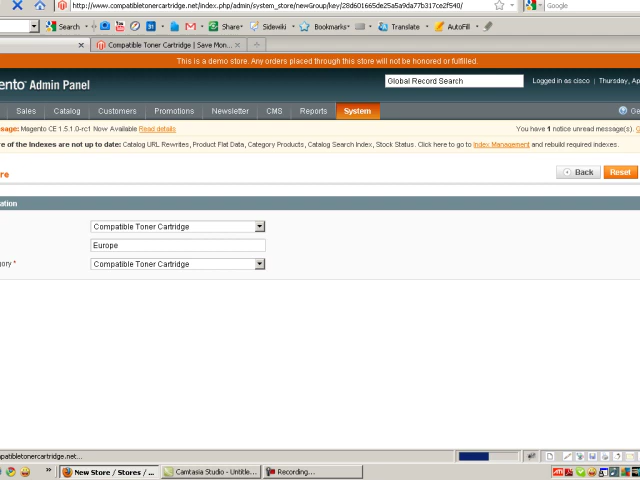 http://www.compatibletonercartridge.net/index.php/admin/system_store/newGroup/key/28d601665de25a5a9da77b317ce2f540/
Google
Search
Share
Sidewiki
Bookmarks
Translate
AutoFill
Compatible Toner Cartridge | Save Mon...
This is a demo store. Any orders placed through this store will not be honored or fulfilled.
ento Admin Panel
Global Record Search
Logged in as cisco | Thursday, Ap
Sales Catalog Customers Promotions Newsletter CMS Reports System
Ge
sage: Magento CE 1.5.1.0-rc1 Now Available Read details
You have 1 notice unread message(s). G
re of the Indexes are not up to date: Catalog URL Rewrites, Product Flat Data, Category Products, Catalog Search Index, Stock Status. Click here to go to Index Management and rebuild required indexes.
re
Back Reset
ation
Compatible Toner Cartridge
Europe
gory * Compatible Toner Cartridge
patibletonercartridge.net...
New Store / Stores / ...
Camtasia Studio - Untitle...
Recording...